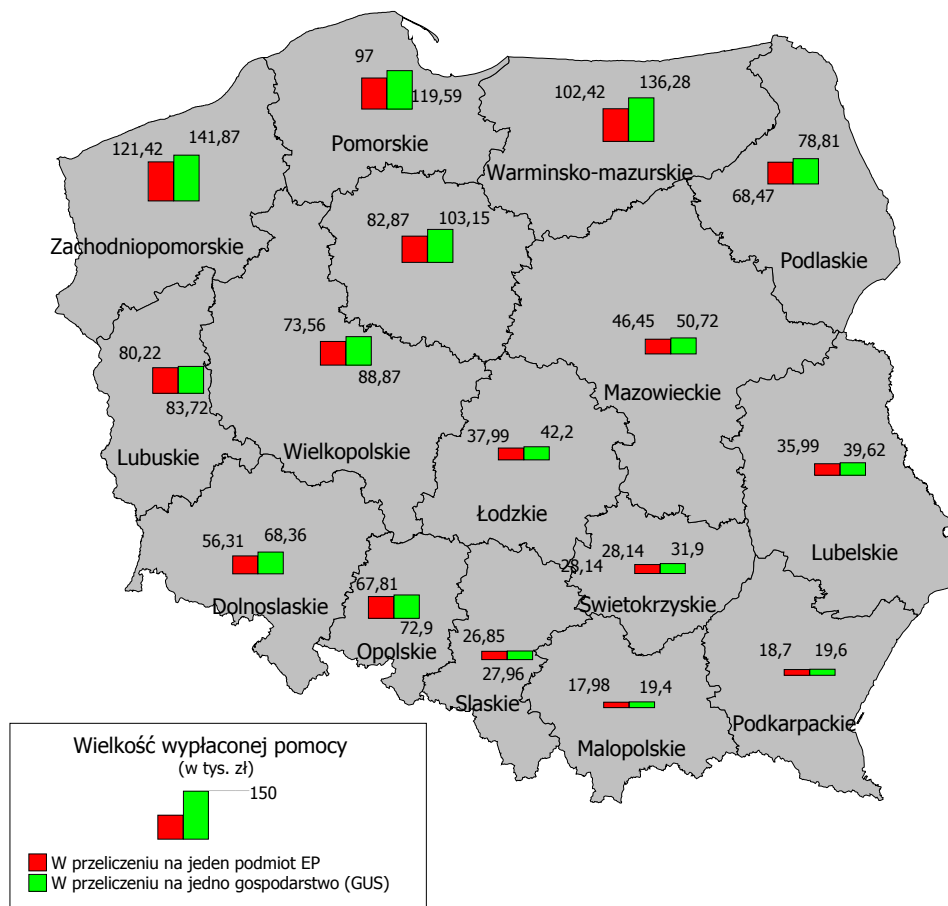 97
119,59
Pomorskie
102,42
136,28
Warminsko-mazurskie
121,42
141,87
Zachodniopomorskie
78,81
68,47
Podlaskie
82,87
103,15
73,56
88,87
Wielkopolskie
80,22
83,72
Lubuskie
46,45
50,72
Mazowieckie
37,99
42,2
Łodzkie
35,99
39,62
Lubelskie
56,31
68,36
Dolnoslaskie
67,81
72,9
Opolskie
28,14
28,14
31,9
Swietokrzyskie
26,85
27,96
Slaskie
17,98
19,4
Malopolskie
18,7
19,6
Podkarpackie
Wielkość wypłaconej pomocy
(w tys. zł)
150
W przeliczeniu na jeden podmiot EP
W przeliczeniu na jedno gospodarstwo (GUS)